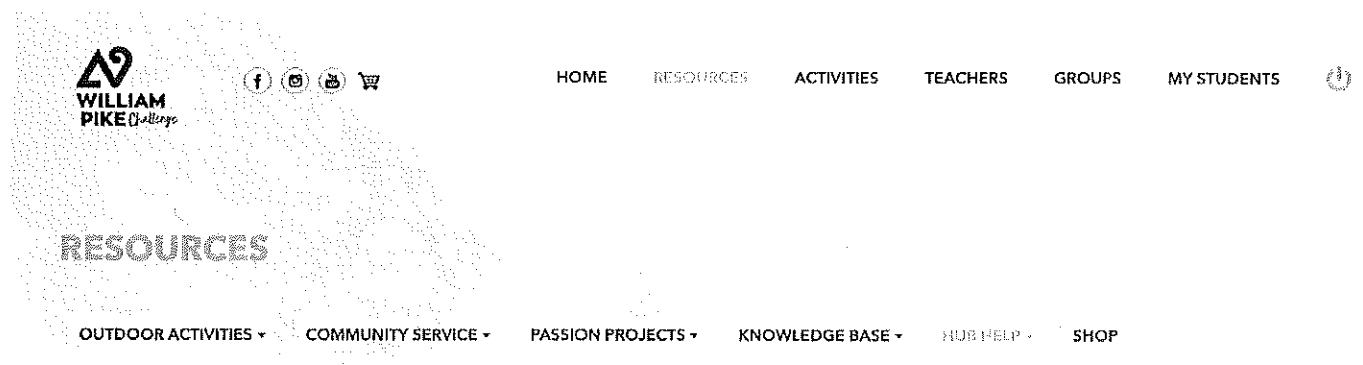 WILLIAM
PIKE Challenge
HOME RESOURCES ACTIVITIES TEACHERS GROUPS MY STUDENTS
RESOURCES
OUTDOOR ACTIVITIES COMMUNITY SERVICE PASSION PROJECTS KNOWLEDGE BASE HUB HELP SHOP